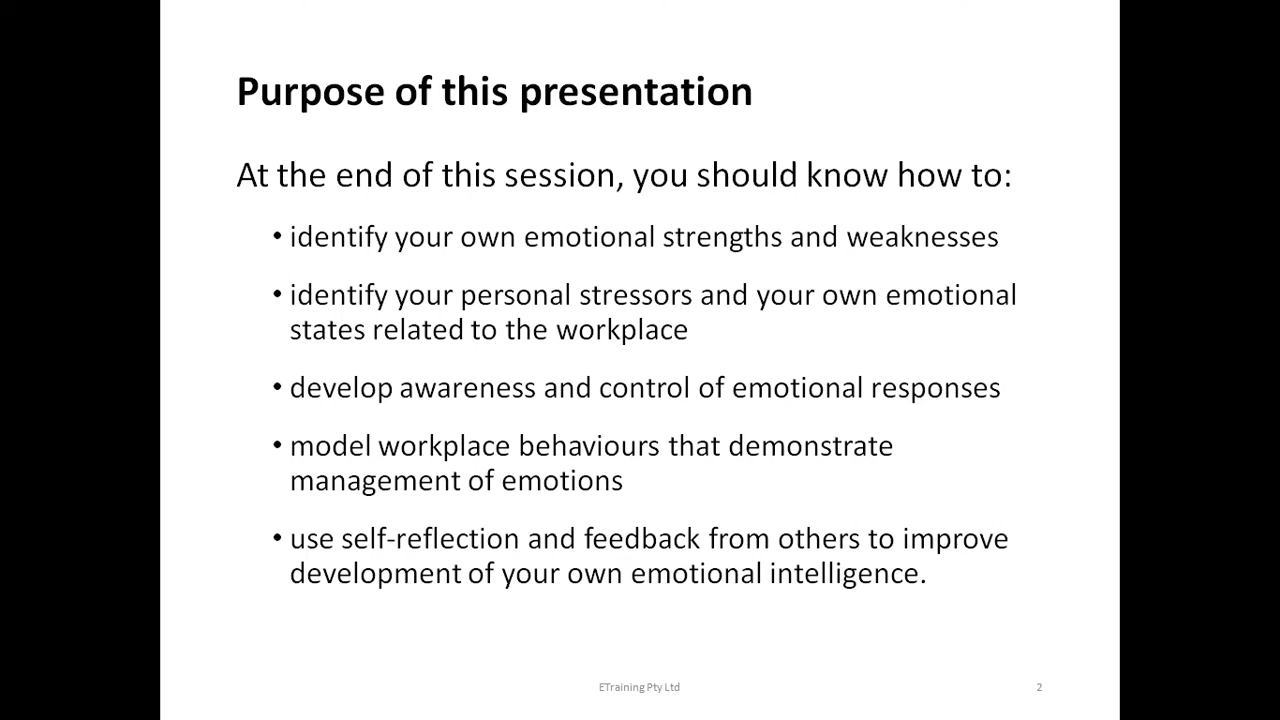 Purpose of this presentation
At the end of this session, you should know how to:
• identify your own emotional strengths and weaknesses
• identify your personal stressors and your own emotional
states related to the workplace
• develop awareness and control of emotional responses
• model workplace behaviours that demonstrate
management of emotions
• use self-reflection and feedback from others to improve
development of your own emotional intelligence.
ETraining Pty Ltd
2